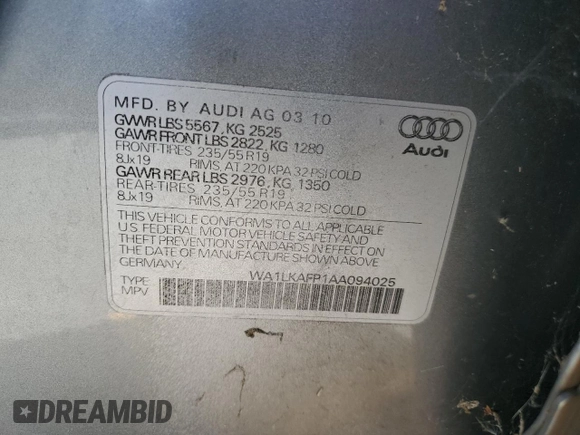 MFD. BY AUDI AG 03 10
GVWR LBS 5567, KG 2525
GAWR FRONT LBS 2822, KG 1280
FRONT-TIRES 235/55 R19
8Jx19 RIMS, AT 220 KPA 32 PSI COLD
GAWR REAR LBS 2976, KG 1350
REAR-TIRES 235/55 R19
8Jx19 RIMS, AT 220 KPA 32 PSI COLD
THIS VEHICLE CONFORMS TO ALL APPLICABLE
U.S FEDERAL MOTOR VEHICLE SAFETY AND
THEFT PREVENTION STANDARDS IN EFFECT ON
THE DATE OF MANUFACTURE SHOWN ABOVE
GERMANY
Audi
WA1LKAFP1AA094025
TYPE
MPV
DREAMBID